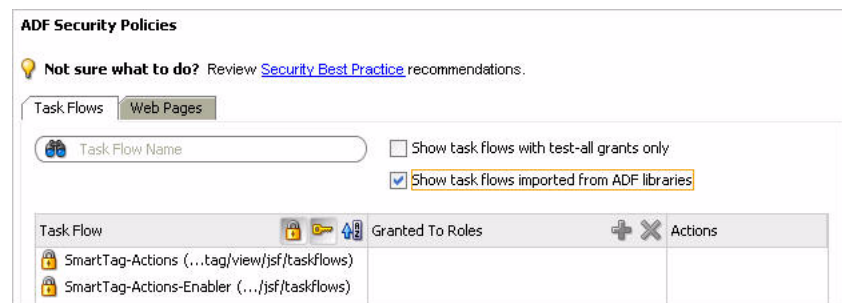 ADF Security Policies
Not sure what to do? Review Security Best Practice recommendations.
Task Flows Web Pages
Task Flow Name
Show task flows with test-all grants only
Show task flows imported from ADF libraries
Task Flow Granted To Roles Actions
SmartTag-Actions (...tag/view/jsf/taskflows)
SmartTag-Actions-Enabler (.../jsf/taskflows)